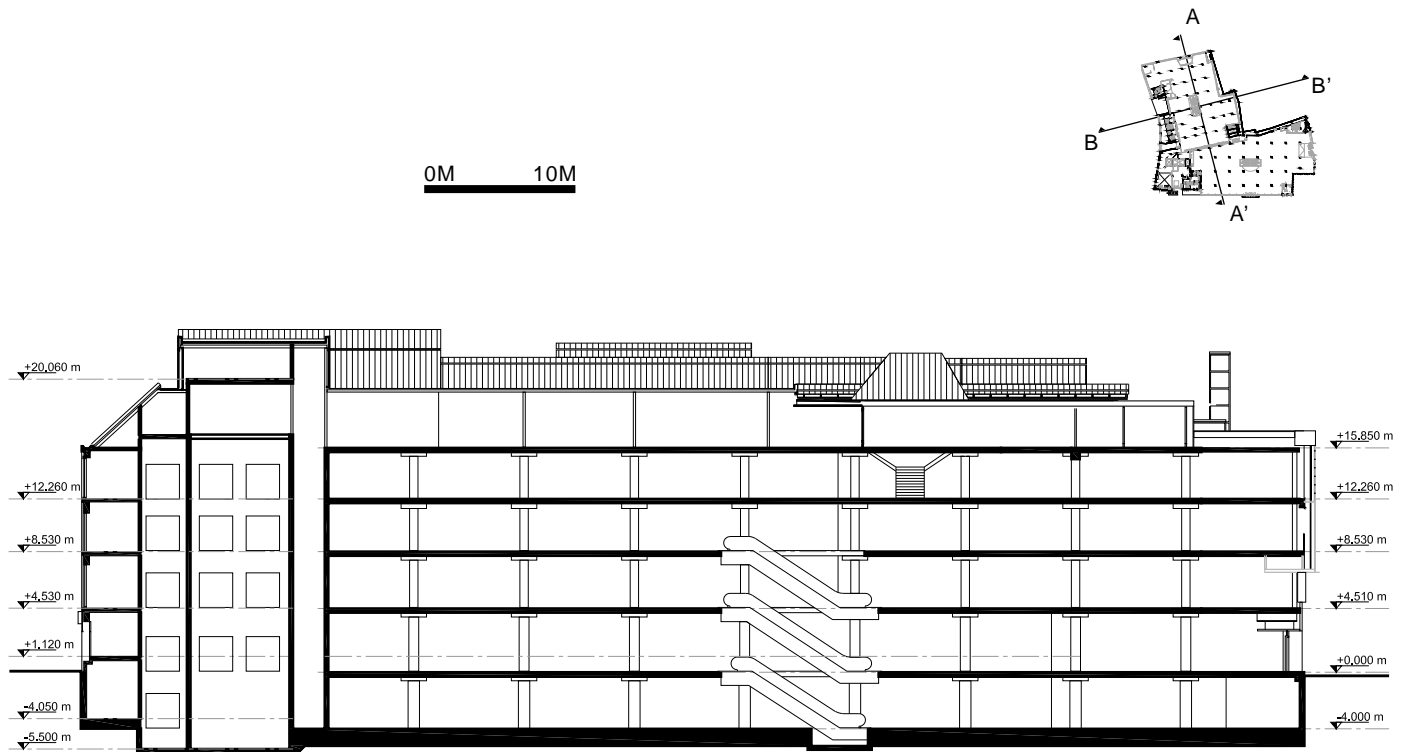 A
B'
B
A'
0M 10M
+20.060 m
+15.850 m
+12.260 m +12.260 m
+8.530 m +8.530 m
+4.530 m +4.510 m
+1.120 m
+0.000 m
-4.050 m -4.000 m
-5.500 m